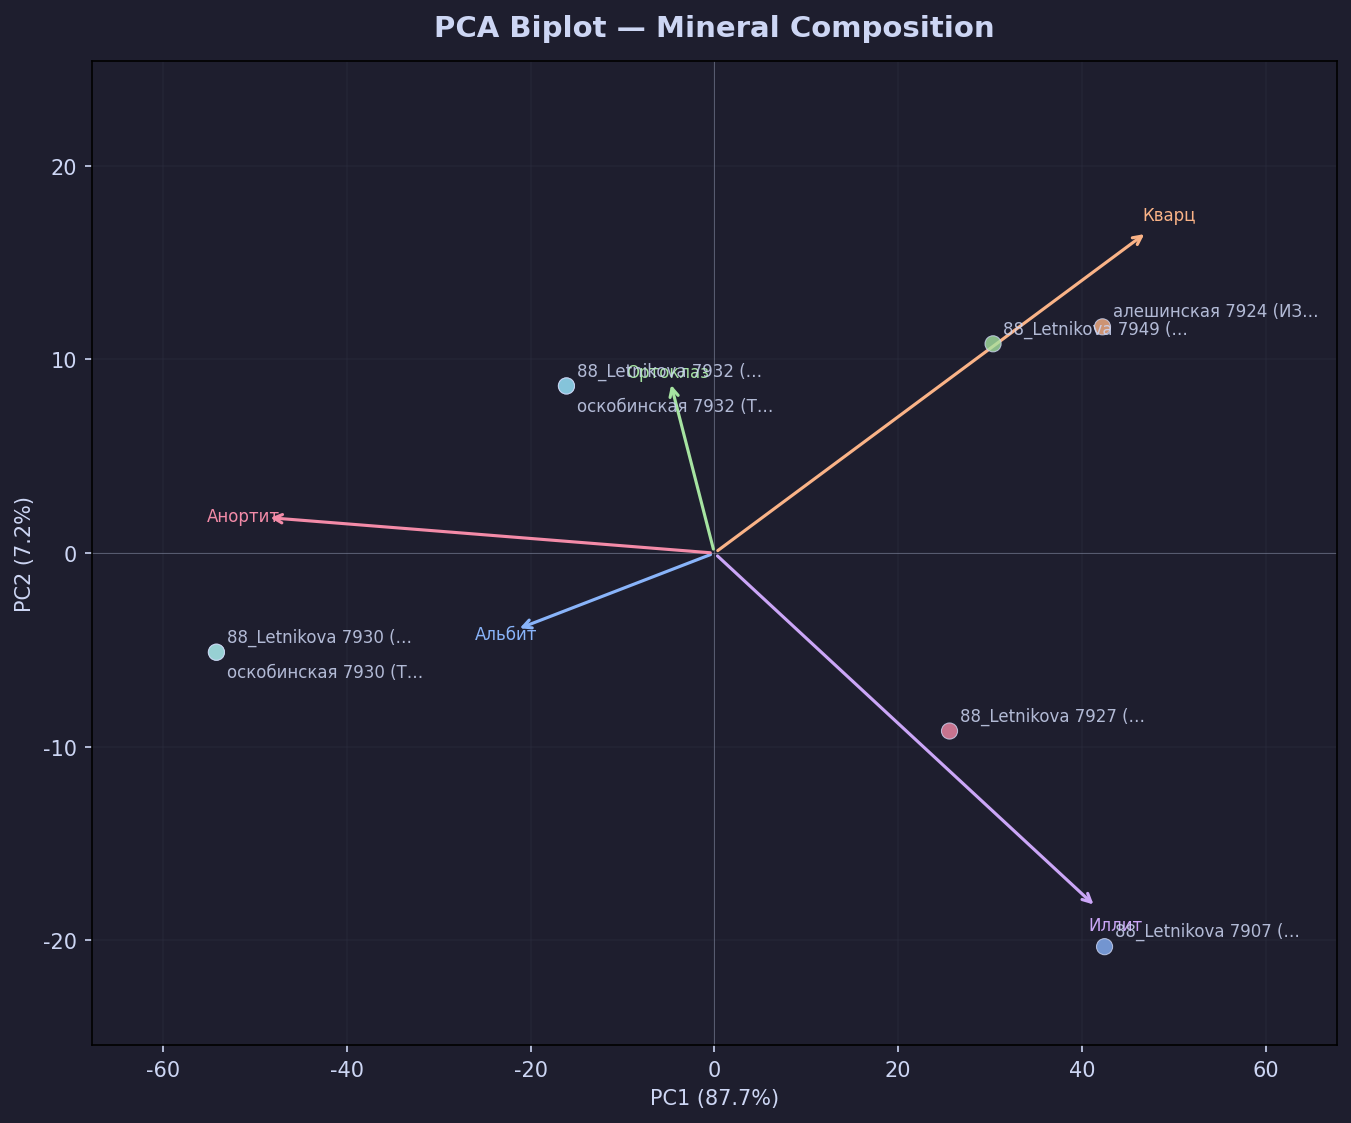 PCA Biplot — Mineral Composition
20
Кварц
алешинская 7924 (ИЗ...
88_Letnikova 7949 (...
10
88_Letnikova 7932 (...
Ортоклаз
оскобинская 7932 (Т...
Анортит
0
Альбит
88_Letnikova 7930 (...
оскобинская 7930 (Т...
88_Letnikova 7927 (...
-10
Иллит
88_Letnikova 7907 (...
-20
-60 -40 -20 0 20 40 60
PC1 (87.7%)
PC2 (7.2%)